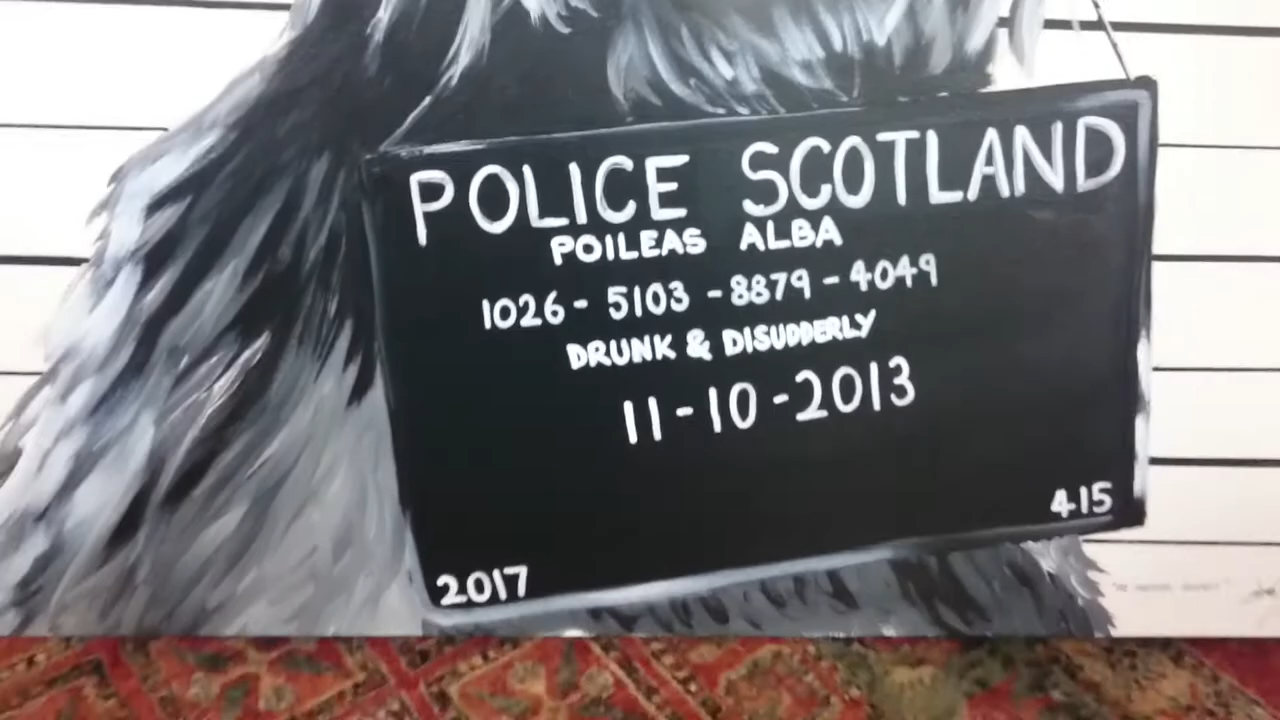 POLICE SCOTLAND
POILEAS ALBA
1026 - 5103 - 8879 - 4049
DRUNK & DISUDDERLY
11-10-2013
415
2017